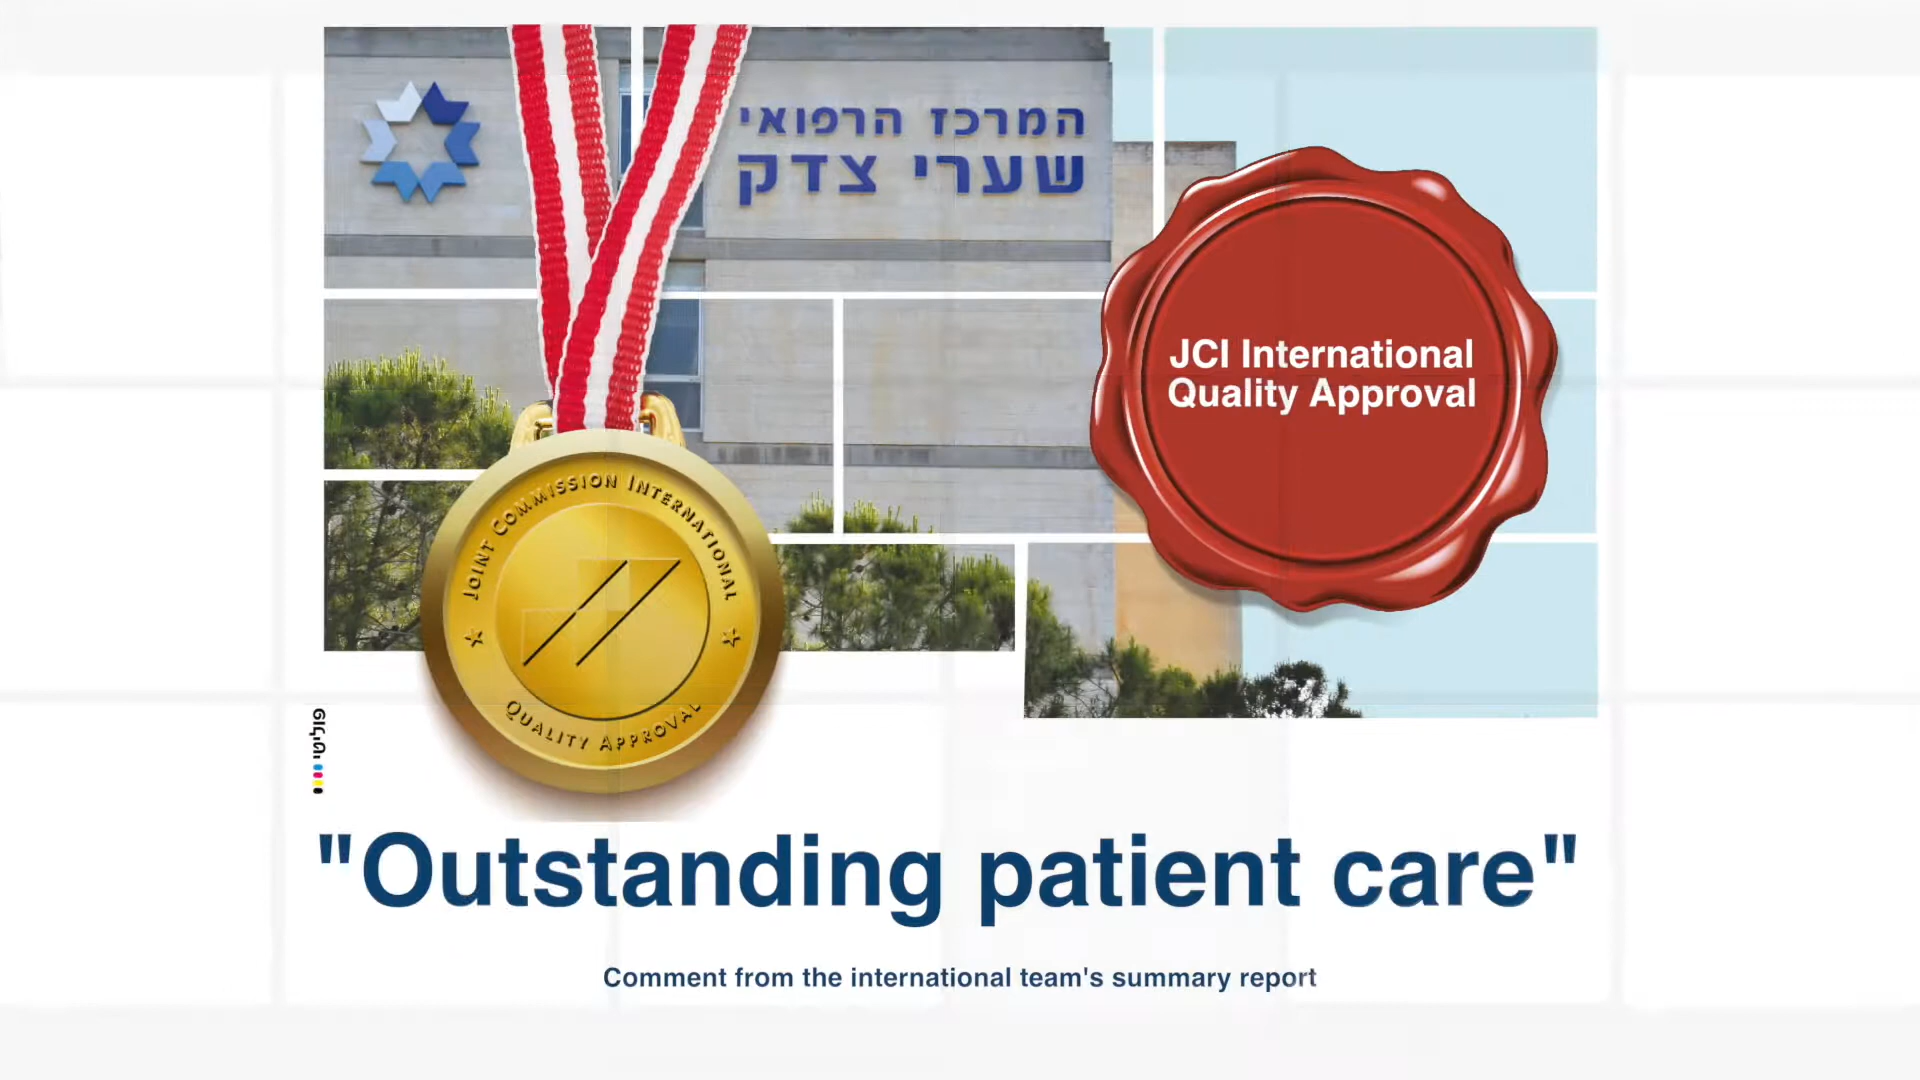 המרכז הרפואי
שערי צדק
JCI International
Quality Approval
JOINT COMMISSION INTERNATIONAL
QUALITY APPROVAL
"Outstanding patient care"
Comment from the international team's summary report